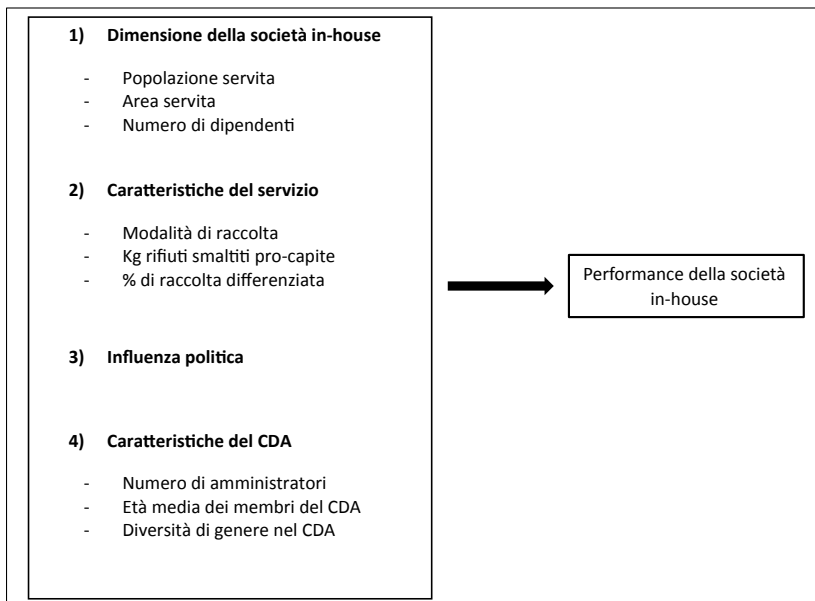 1) Dimensione della società in-house
- Popolazione servita
- Area servita
- Numero di dipendenti
2) Caratteristiche del servizio
- Modalità di raccolta
- Kg rifiuti smaltiti pro-capite
- % di raccolta differenziata
3) Influenza politica
4) Caratteristiche del CDA
- Numero di amministratori
- Età media dei membri del CDA
- Diversità di genere nel CDA
Performance della società
in-house